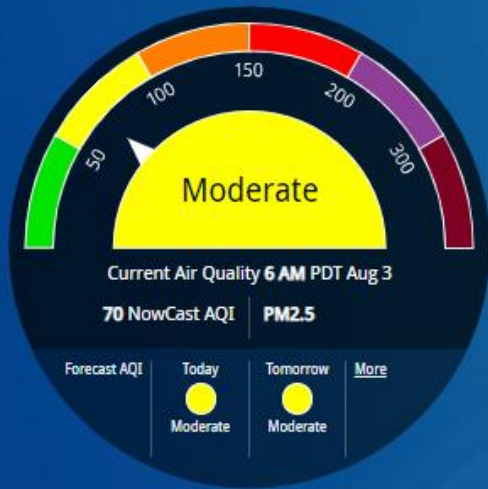 50
100
150
200
300
Moderate
Current Air Quality 6 AM PDT Aug 3
70 NowCast AQI PM2.5
Forecast AQI
Today
Moderate
Tomorrow
Moderate
More